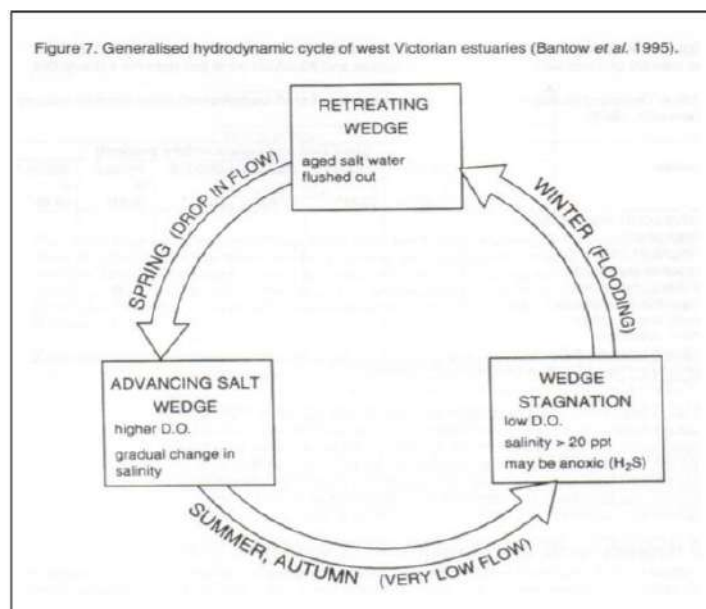 Figure 7. Generalised hydrodynamic cycle of west Victorian estuaries (Bantow et al. 1995).
RETREATING
WEDGE
aged salt water
flushed out
SPRING (DROP IN FLOW)
WINTER (FLOODING)
ADVANCING SALT
WEDGE
higher D.O.
gradual change in
salinity
WEDGE
STAGNATION
low D.O.
salinity > 20 ppt
may be anoxic (H₂S)
SUMMER, AUTUMN (VERY LOW FLOW)